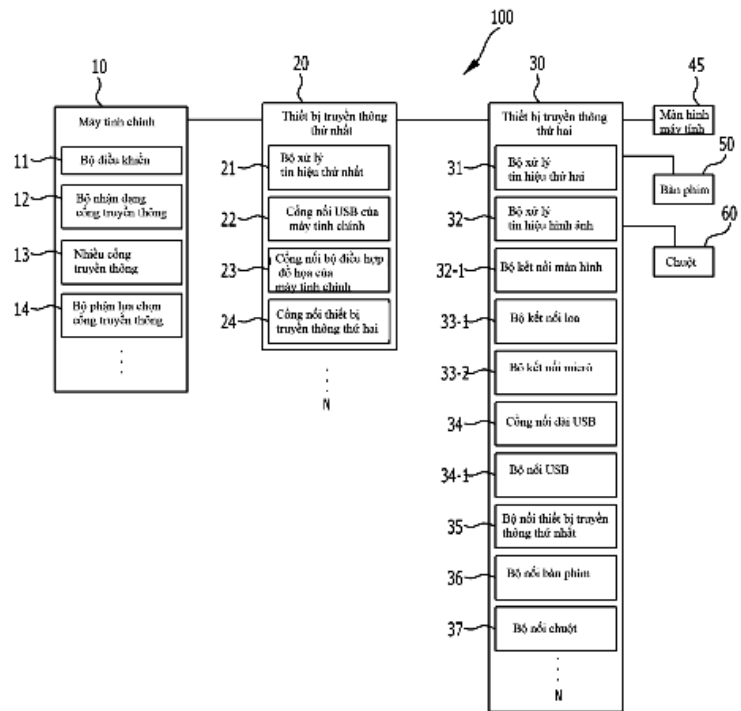 100
10
Máy tính chính
11
Bộ điều khiển
12
Bộ nhận dạng
cổng truyền thông
13
Nhiều cổng
truyền thông
14
Bộ phận lựa chọn
cổng truyền thông
20
Thiết bị truyền thông
thứ nhất
21
Bộ xử lý
tín hiệu thứ nhất
22
Cổng nối USB của
máy tính chính
23
Cổng nối bộ điều hợp
đồ họa của
máy tính chính
24
Cổng nối thiết bị
truyền thông thứ hai
N
30
Thiết bị truyền thông
thứ hai
31
Bộ xử lý
tín hiệu thứ hai
32
Bộ xử lý
tín hiệu hình ảnh
32-1
Bộ kết nối màn hình
33-1
Bộ kết nối loa
33-2
Bộ kết nối micrô
34
Cổng nối dài USB
34-1
Bộ nối USB
35
Bộ nối thiết bị truyền
thông thứ nhất
36
Bộ nối bàn phím
37
Bộ nối chuột
N
45
Màn hình
máy tính
50
Bàn phím
60
Chuột